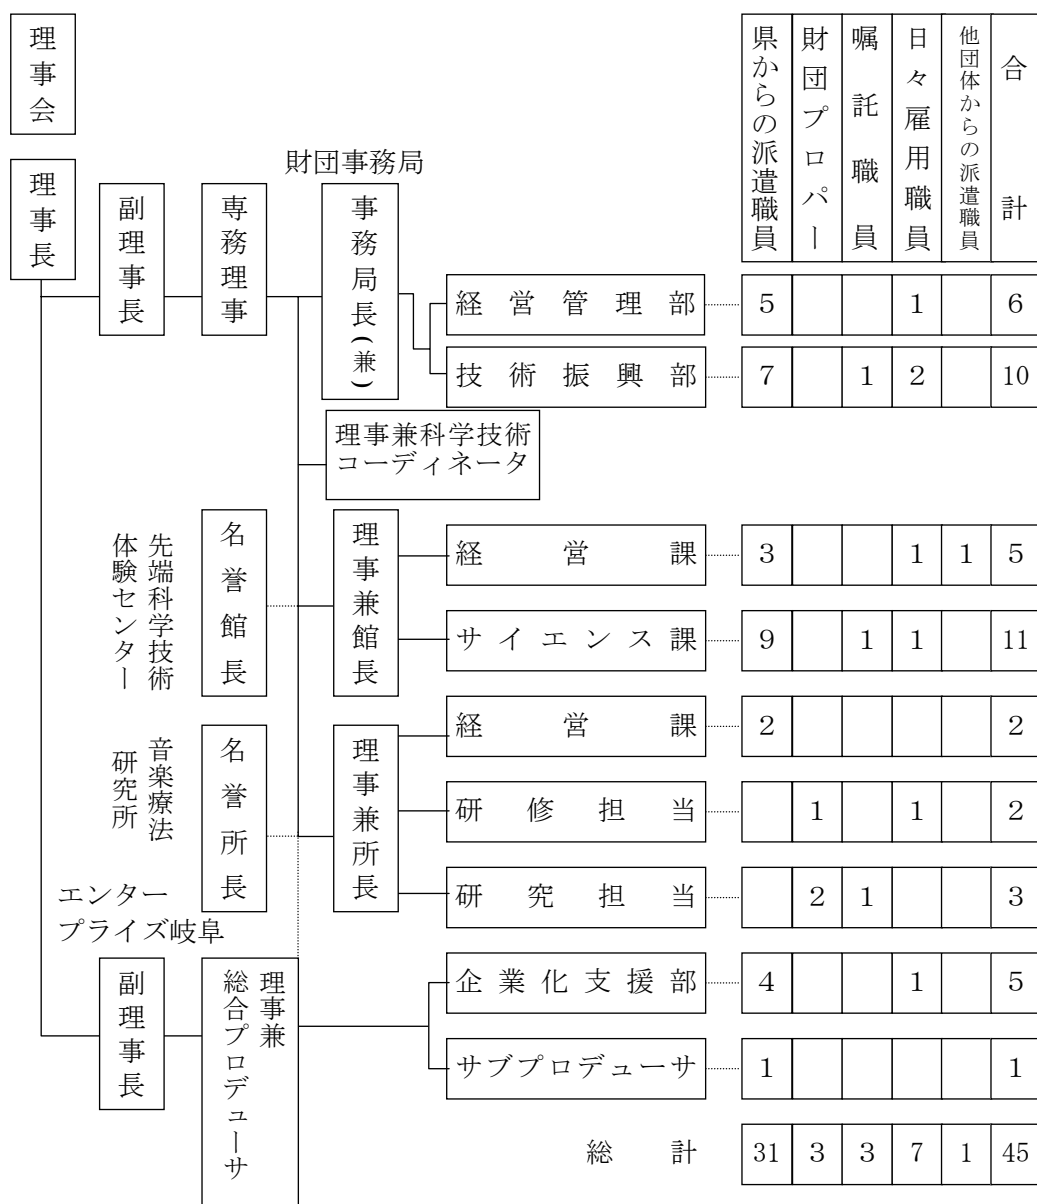 理事会
理事長
副理事長
専務理事
財団事務局
事務局長(兼)
県からの派遣職員
財団プロパー
嘱託職員
日々雇用職員
他団体からの派遣職員
合計
経営管理部 5 1 6
技術振興部 7 1 2 10
理事兼科学技術
コーディネータ
先端科学技術
体験センター
名誉館長
理事兼館長
経営課 3 1 1 5
サイエンス課 9 1 1 11
音楽療法
研究所
名誉所長
理事兼所長
経営課 2 2
研修担当 1 1 2
研究担当 2 1 3
エンター
プライズ岐阜
副理事長
理事兼
総合プロデューサ
企業化支援部 4 1 5
サブプロデューサ 1 1
総計 31 3 3 7 1 45